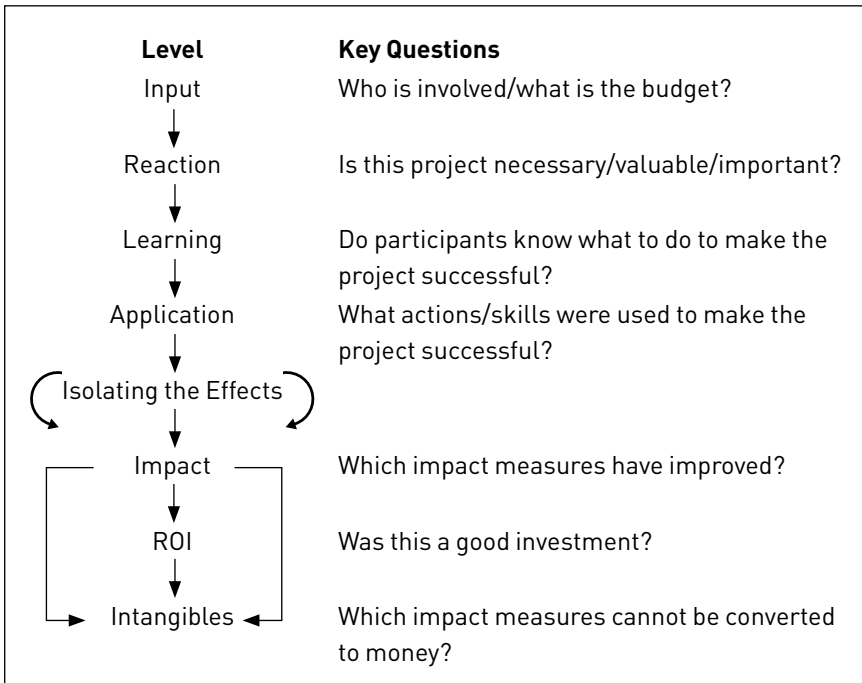 Level Key Questions
Input Who is involved/what is the budget?
Reaction Is this project necessary/valuable/important?
Learning Do participants know what to do to make the
project successful?
Application What actions/skills were used to make the
project successful?
Isolating the Effects
Impact Which impact measures have improved?
ROI Was this a good investment?
Intangibles Which impact measures cannot be converted
to money?